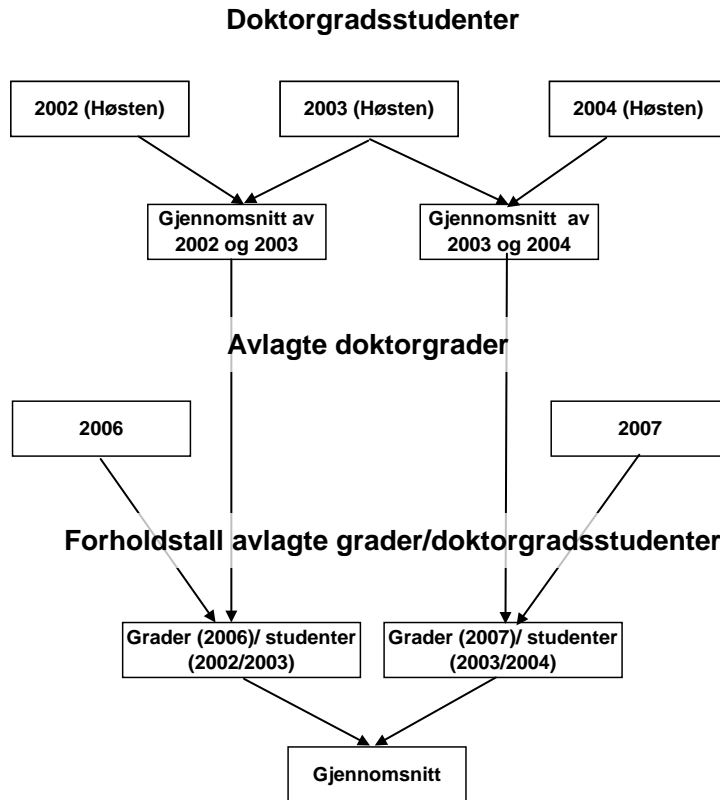 Doktorgradsstudenter
2002 (Høsten)
2003 (Høsten)
2004 (Høsten)
Gjennomsnitt av
2002 og 2003
Gjennomsnitt av
2003 og 2004
Avlagte doktorgrader
2006
2007
Forholdstall avlagte grader/doktorgradsstudenter
Grader (2006)/ studenter
(2002/2003)
Grader (2007)/ studenter
(2003/2004)
Gjennomsnitt